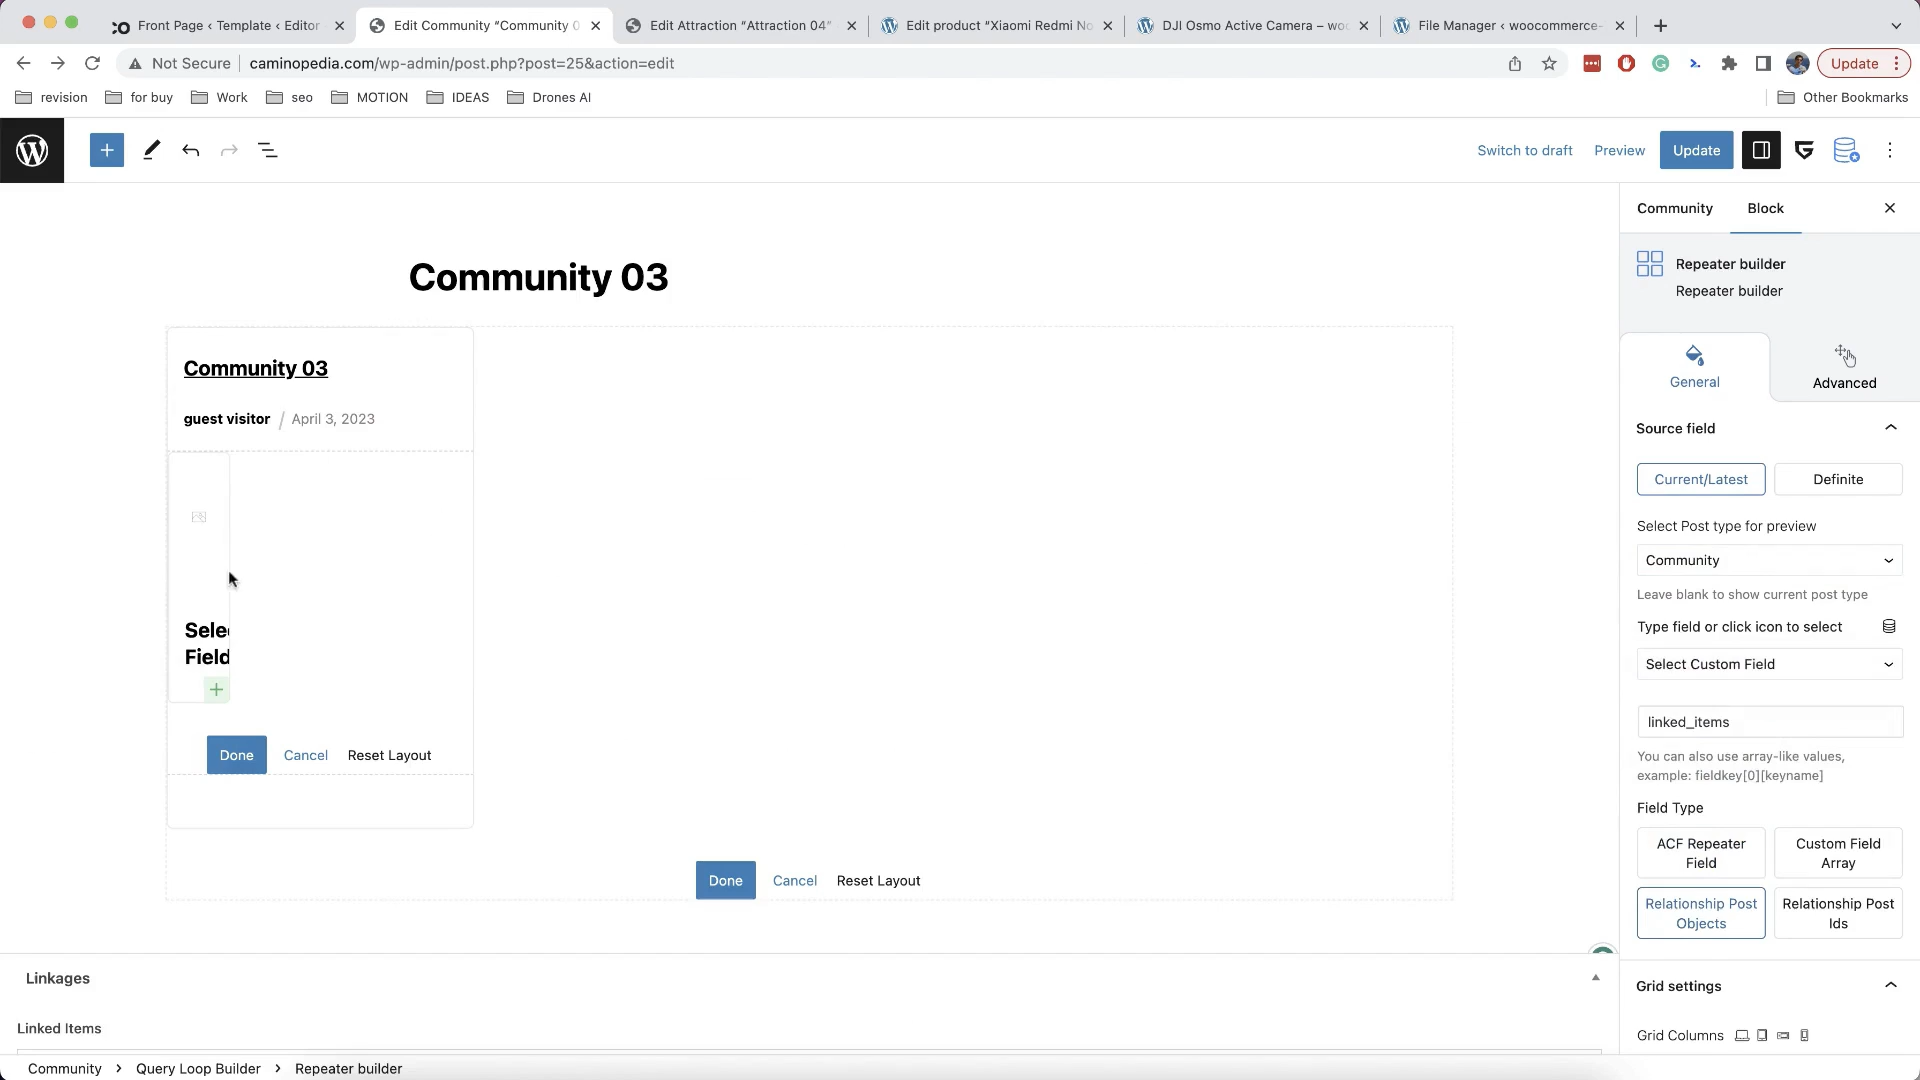 Front Page ‹ Template ‹ Editor
Edit Community “Community 0
Edit Attraction “Attraction 04”
Edit product “Xiaomi Redmi No
DJI Osmo Active Camera – woo
File Manager ‹ woocommerce-
Not Secure
caminopedia.com/wp-admin/post.php?post=25&action=edit
Update
revision
for buy
Work
seo
MOTION
IDEAS
Drones AI
Other Bookmarks
Switch to draft
Preview
Update
Community
Block
Repeater builder
Repeater builder
General
Advanced
Source field
Current/Latest
Definite
Select Post type for preview
Community
Leave blank to show current post type
Type field or click icon to select
Select Custom Field
linked_items
You can also use array-like values,
example: fieldkey[0][keyname]
Field Type
ACF Repeater
Field
Custom Field
Array
Relationship Post
Objects
Relationship Post
Ids
Grid settings
Grid Columns
Community 03
Community 03
guest visitor / April 3, 2023
Sele
Field
Done
Cancel
Reset Layout
Done
Cancel
Reset Layout
Linkages
Linked Items
Community › Query Loop Builder › Repeater builder